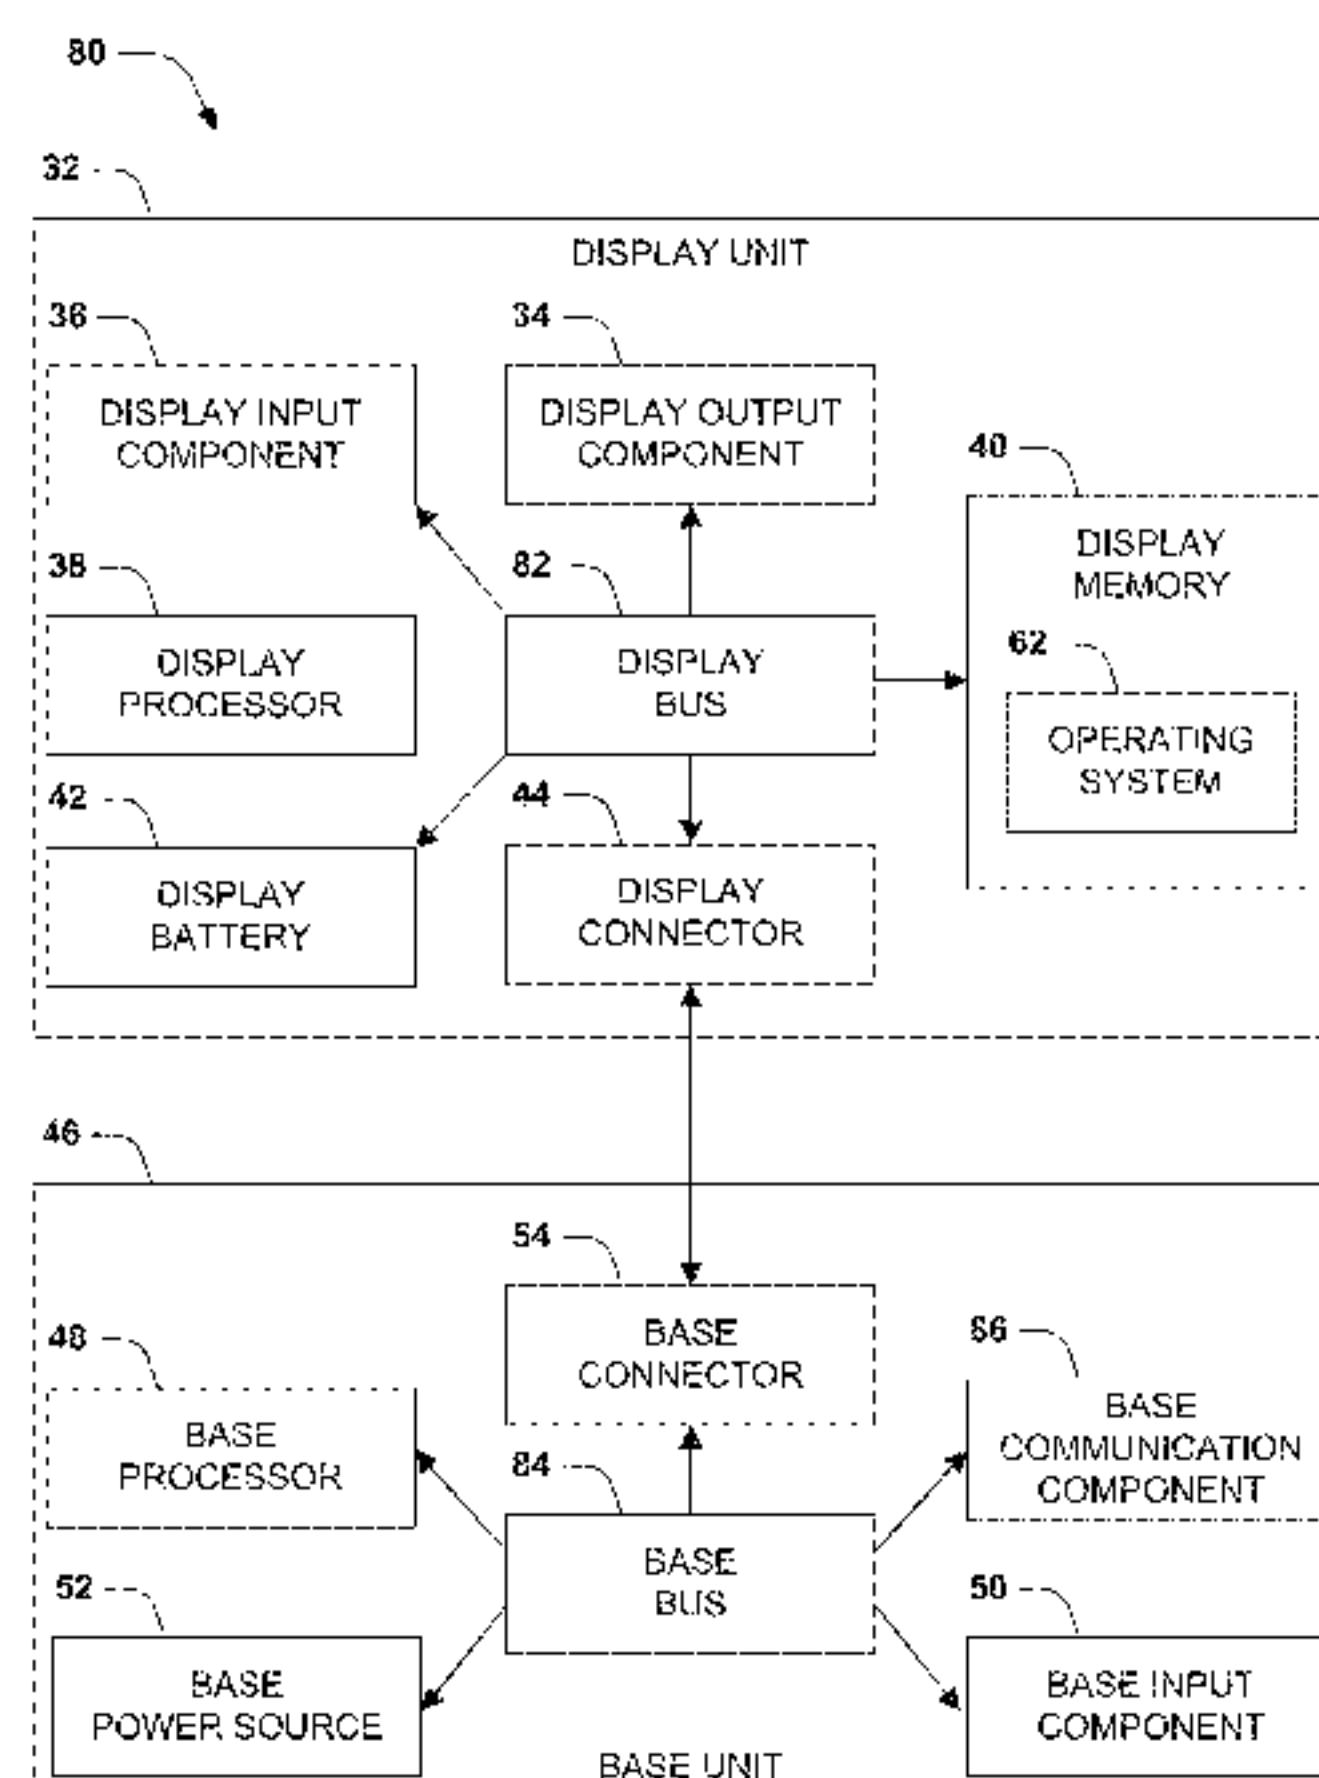 80
32
DISPLAY UNIT
36
34
DISPLAY INPUT
COMPONENT
DISPLAY OUTPUT
COMPONENT
40
DISPLAY
MEMORY
38
82
DISPLAY
PROCESSOR
DISPLAY
BUS
62
OPERATING
SYSTEM
42
44
DISPLAY
BATTERY
DISPLAY
CONNECTOR
46
54
BASE
CONNECTOR
48
86
BASE
PROCESSOR
BASE
COMMUNICATION
COMPONENT
84
BASE
BUS
52
50
BASE
POWER SOURCE
BASE INPUT
COMPONENT
BASE UNIT